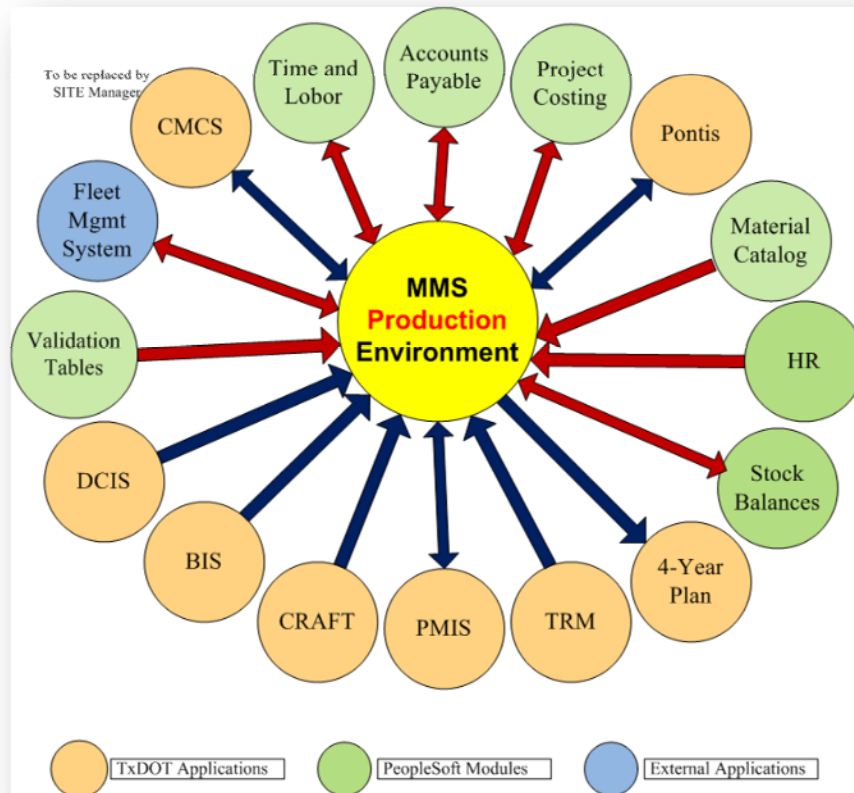 To be replaced by
SITE Manager
CMCS
Time and
Lobor
Accounts
Payable
Project
Costing
Pontis
Fleet
Mgmt
System
Material
Catalog
MMS
Production
Environment
Validation
Tables
HR
DCIS
Stock
Balances
BIS
4-Year
Plan
CRAFT
PMIS
TRM
TxDOT Applications
PeopleSoft Modules
External Applications